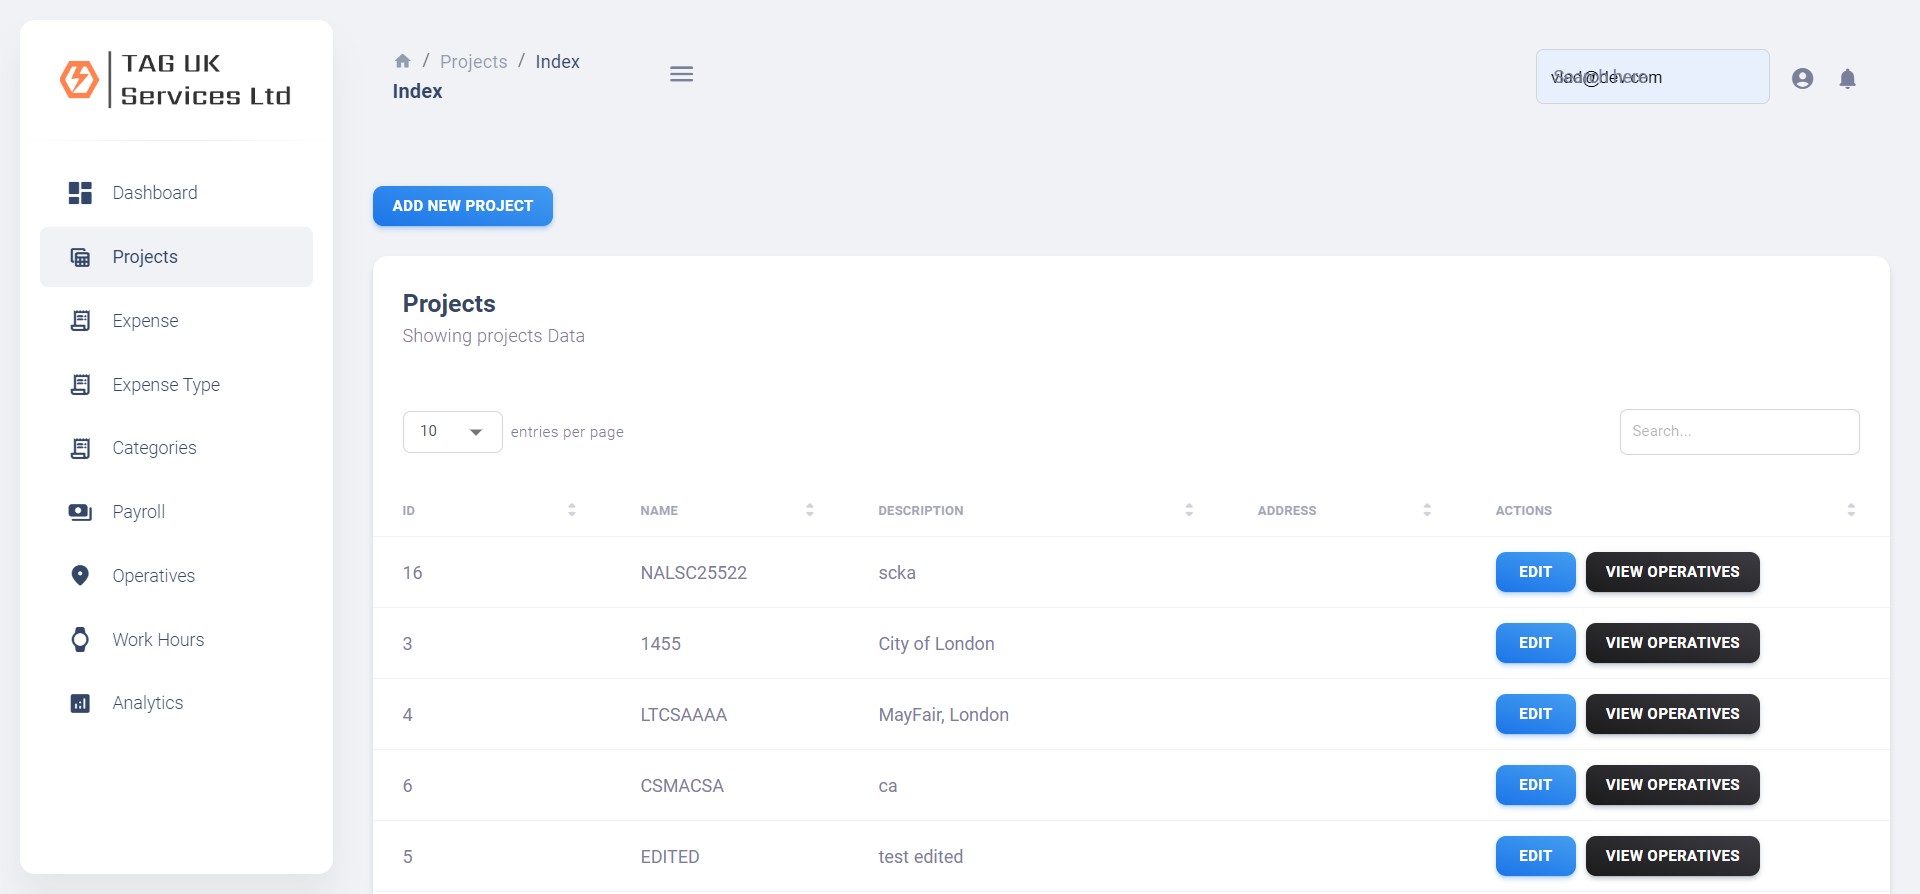 TAG UK
Services Ltd
Dashboard
Projects
Expense
Expense Type
Categories
Payroll
Operatives
Work Hours
Analytics
/ Projects / Index
Index
ADD NEW PROJECT
Projects
Showing projects Data
10 entries per page
Search...
ID NAME DESCRIPTION ADDRESS ACTIONS
16 NALSC25522 scka EDIT VIEW OPERATIVES
3 1455 City of London EDIT VIEW OPERATIVES
4 LTCSAAAA MayFair, London EDIT VIEW OPERATIVES
6 CSMACSA ca EDIT VIEW OPERATIVES
5 EDITED test edited EDIT VIEW OPERATIVES